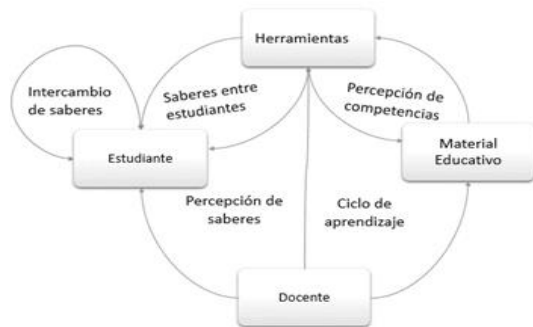 Herramientas
Intercambio
de saberes
Saberes entre
estudiantes
Percepción de
competencias
Estudiante
Material
Educativo
Percepción de
saberes
Ciclo de
aprendizaje
Docente